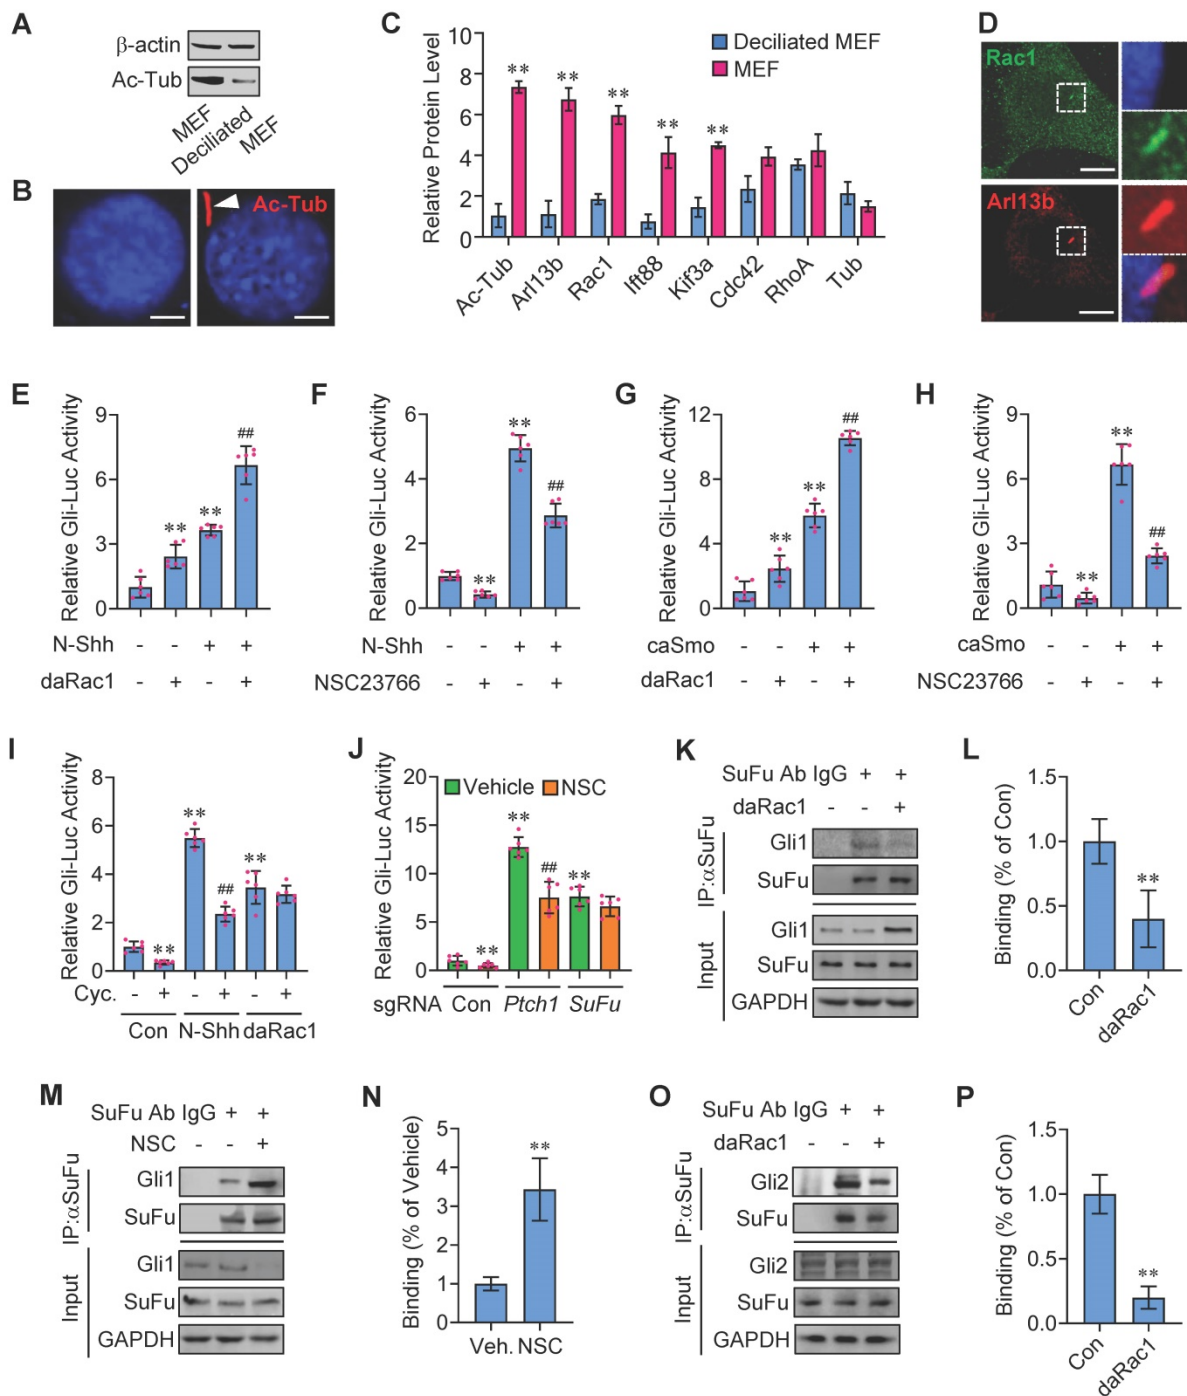 A
β-actin
Ac-Tub
MEF
Deciliated MEF
B
Ac-Tub
C
Relative Protein Level
10
8
6
4
2
0
Deciliated MEF
MEF
** ** ** ** **
Ac-Tub Arl13b Rac1 Ift88 Kif3a Cdc42 RhoA Tub
D
Rac1
Arl13b
E
Relative Gli-Luc Activity
9
6
3
0
** ** ##
N-Shh - - + +
daRac1 - + - +
F
Relative Gli-Luc Activity
6
4
2
0
** ** ##
N-Shh - - + +
NSC23766 - + - +
G
Relative Gli-Luc Activity
12
8
4
0
** ** ##
caSmo - - + +
daRac1 - + - +
H
Relative Gli-Luc Activity
9
6
3
0
** ** ##
caSmo - - + +
NSC23766 - + - +
I
Relative Gli-Luc Activity
8
6
4
2
0
** ** ## **
Cyc. - + - + - +
Con N-Shh daRac1
J
Relative Gli-Luc Activity
20
15
10
5
0
Vehicle NSC
** ** ## **
sgRNA Con Ptch1 SuFu
K
SuFu Ab IgG + +
daRac1 - - +
IP:αSuFu
Gli1
SuFu
Input
Gli1
SuFu
GAPDH
L
Binding (% of Con)
1.5
1.0
0.5
0.0
**
Con daRac1
M
SuFu Ab IgG + +
NSC - - +
IP:αSuFu
Gli1
SuFu
Input
Gli1
SuFu
GAPDH
N
Binding (% of Vehicle)
5
4
3
2
1
0
**
Veh. NSC
O
SuFu Ab IgG + +
daRac1 - - +
IP:αSuFu
Gli2
SuFu
Input
Gli2
SuFu
GAPDH
P
Binding (% of Con)
1.5
1.0
0.5
0.0
**
Con daRac1